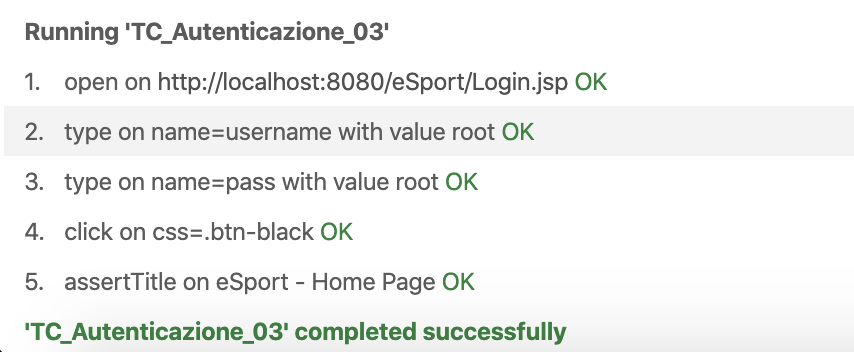 Running 'TC_Autenticazione_03'
1. open on http://localhost:8080/eSport/Login.jsp OK
2. type on name=username with value root OK
3. type on name=pass with value root OK
4. click on css=.btn-black OK
5. assertTitle on eSport - Home Page OK
'TC_Autenticazione_03' completed successfully